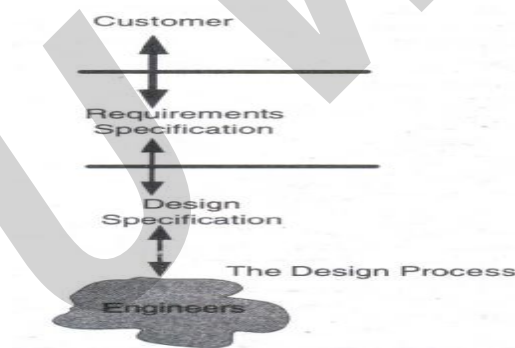 Customer
Requirements
Specification
Design
Specification
The Design Process
Engineers